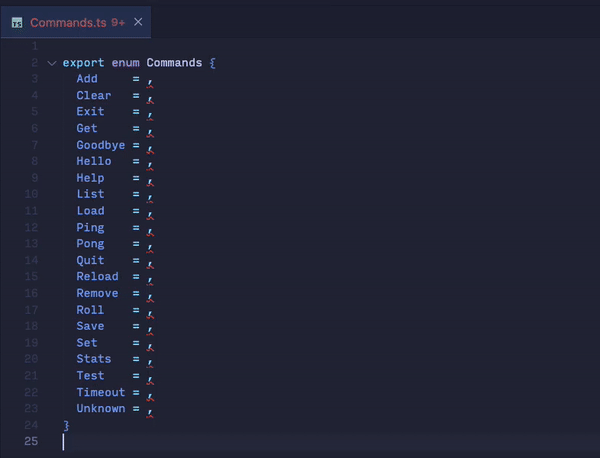 TS Commands.ts 9+ ×
1
2 export enum Commands {
3 Add     = ,
4 Clear   = ,
5 Exit    = ,
6 Get     = ,
7 Goodbye = ,
8 Hello   = ,
9 Help    = ,
10 List    = ,
11 Load    = ,
12 Ping    = ,
13 Pong    = ,
14 Quit    = ,
15 Reload  = ,
16 Remove  = ,
17 Roll    = ,
18 Save    = ,
19 Set     = ,
20 Stats   = ,
21 Test    = ,
22 Timeout = ,
23 Unknown = ,
24 }
25